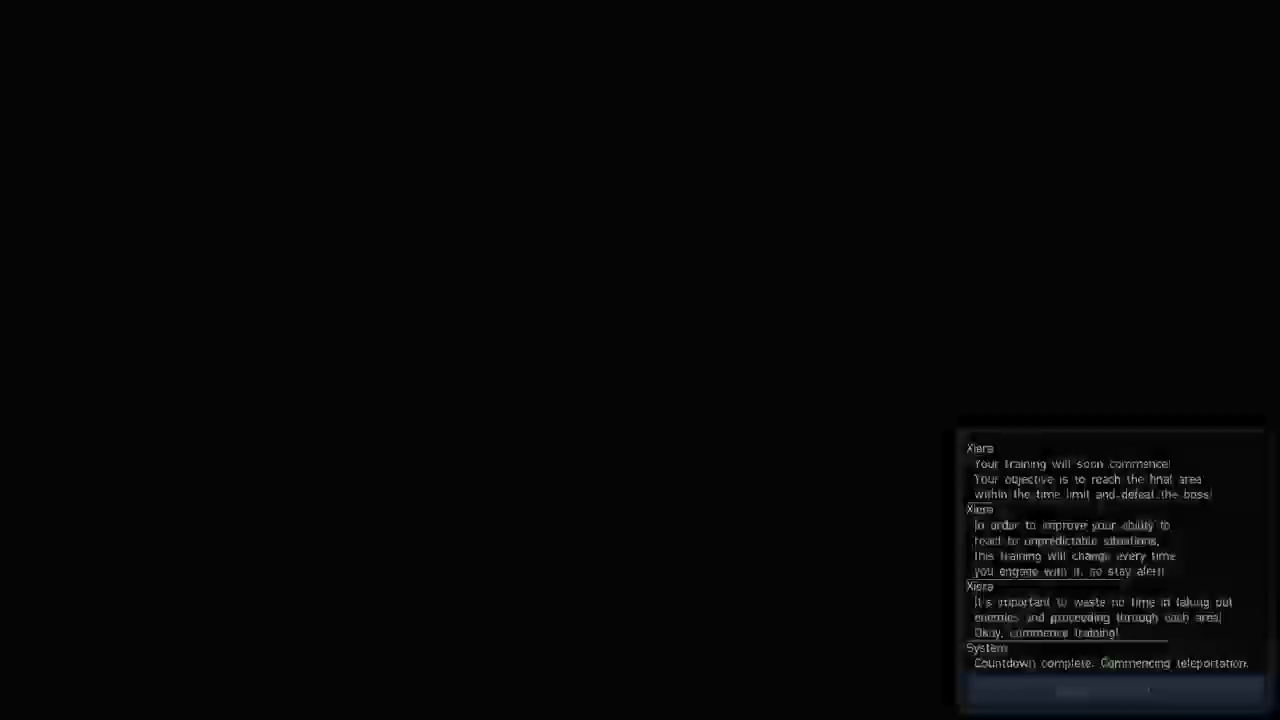 Xiera
Your training will soon commence!
Your objective is to reach the final area
within the time limit and defeat the boss!
Xiera
In order to improve your ability to
react to unpredictable situations,
this training will change every time
you engage with it, so stay alert!
Xiera
It's important to waste no time in taking out
enemies and proceeding through each area!
Okay, commence training!
System
Countdown complete. Commencing teleportation.